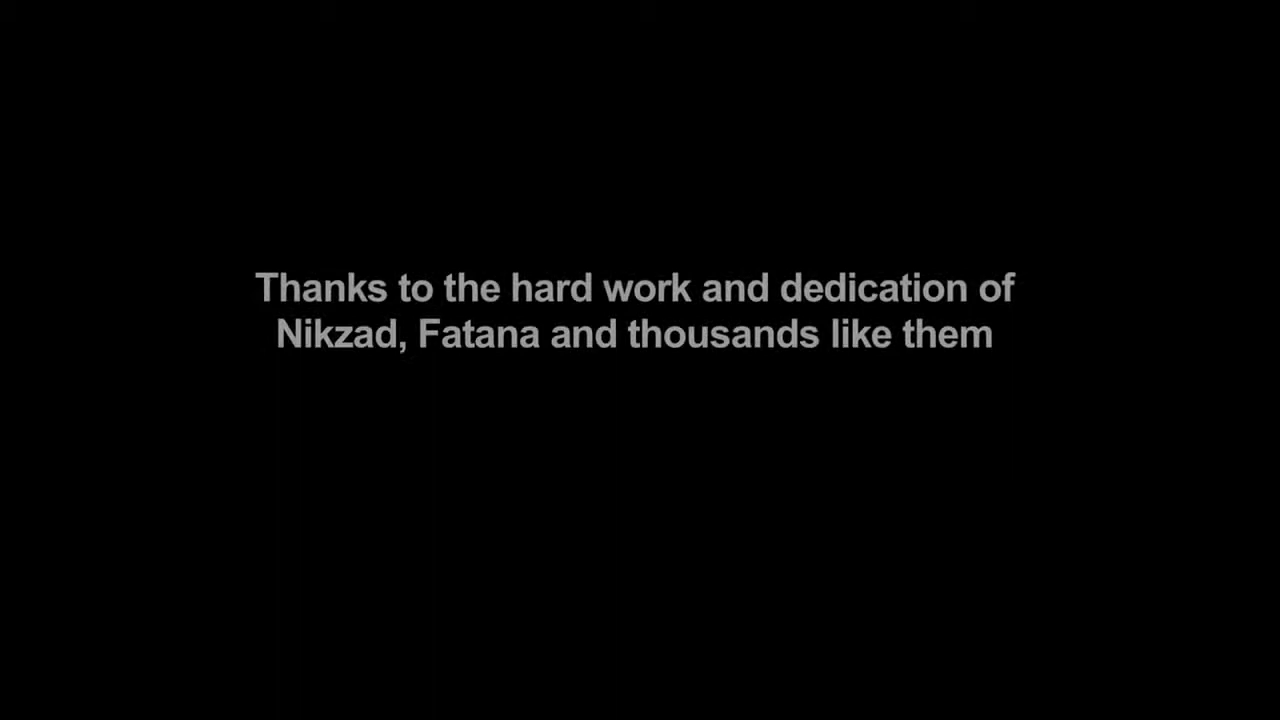 Thanks to the hard work and dedication of
Nikzad, Fatana and thousands like them